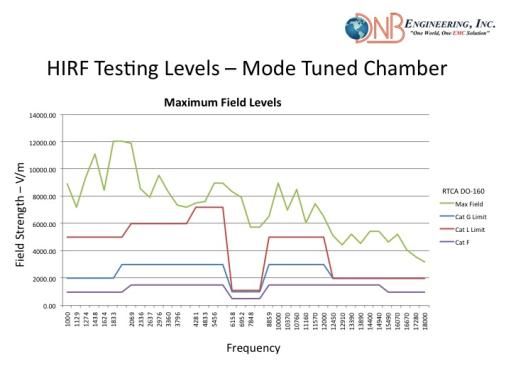 DNB ENGINEERING, INC.
"One World, One EMC Solution"
HIRF Testing Levels – Mode Tuned Chamber
Maximum Field Levels
Field Strength – V/m
14000.00
12000.00
10000.00
8000.00
6000.00
4000.00
2000.00
0.00
1000 1129 1274 1438 1624 1833 2069 2336 2637 2976 3360 3796 4281 4833 5456 6158 6952 7848 8859 10000 10370 10760 11160 11570 12000 12450 12910 13390 13890 14400 14940 15490 16070 16670 17280 18000
Frequency
RTCA DO-160
Max Field
Cat G Limit
Cat L Limit
Cat F